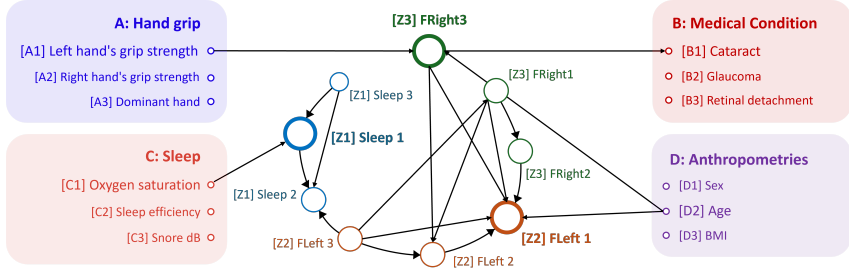 [Z3] FRight3
A: Hand grip
[A1] Left hand's grip strength
[A2] Right hand's grip strength
[A3] Dominant hand
B: Medical Condition
[B1] Cataract
[B2] Glaucoma
[B3] Retinal detachment
[Z3] FRight1
[Z1] Sleep 3
[Z1] Sleep 1
C: Sleep
[C1] Oxygen saturation
[C2] Sleep efficiency
[C3] Snore dB
D: Anthropometries
[D1] Sex
[D2] Age
[D3] BMI
[Z3] FRight2
[Z1] Sleep 2
[Z2] FLeft 3
[Z2] FLeft 1
[Z2] FLeft 2